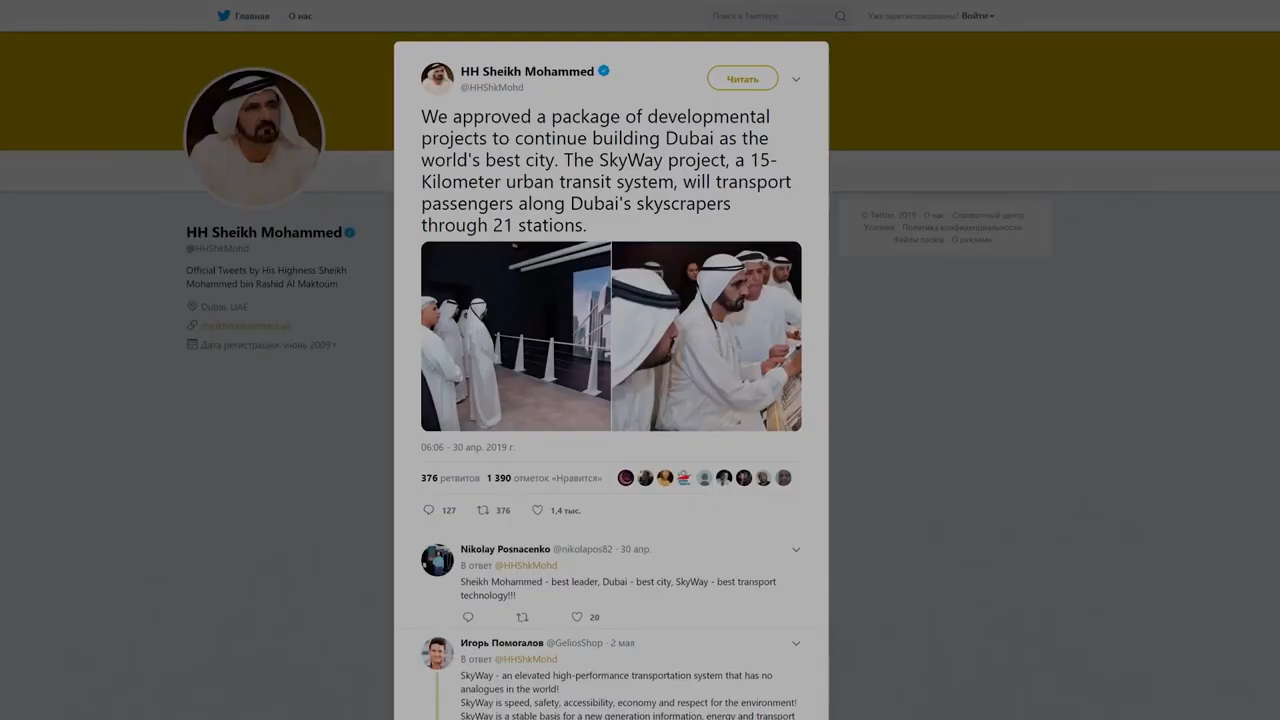 Главная О нас
Поиск в Твиттере
Уже зарегистрированы? Войти
HH Sheikh Mohammed
@HHShkMohd
Читать
We approved a package of developmental
projects to continue building Dubai as the
world's best city. The SkyWay project, a 15-
Kilometer urban transit system, will transport
passengers along Dubai's skyscrapers
through 21 stations.
06:06 - 30 апр. 2019 г.
376 ретвитов 1 390 отметок «Нравится»
127 376 1,4 тыс.
Nikolay Posnacenko @nikolapos82 · 30 апр.
В ответ @HHShkMohd
Sheikh Mohammed - best leader, Dubai - best city, SkyWay - best transport
technology!!!
20
Игорь Помогалов @GeliosShop · 2 мая
В ответ @HHShkMohd
SkyWay - an elevated high-performance transportation system that has no
analogues in the world!
SkyWay is speed, safety, accessibility, economy and respect for the environment!
SkyWay is a stable basis for a new generation information, energy and transport
HH Sheikh Mohammed
@HHShkMohd
Official Tweets by His Highness Sheikh
Mohammed bin Rashid Al Maktoum
Dubai, UAE
sheikhmohammed.ae
Дата регистрации: июнь 2009 г.
© Twitter, 2019 О нас Справочный центр
Условия Политика конфиденциальности
Файлы cookie О рекламе